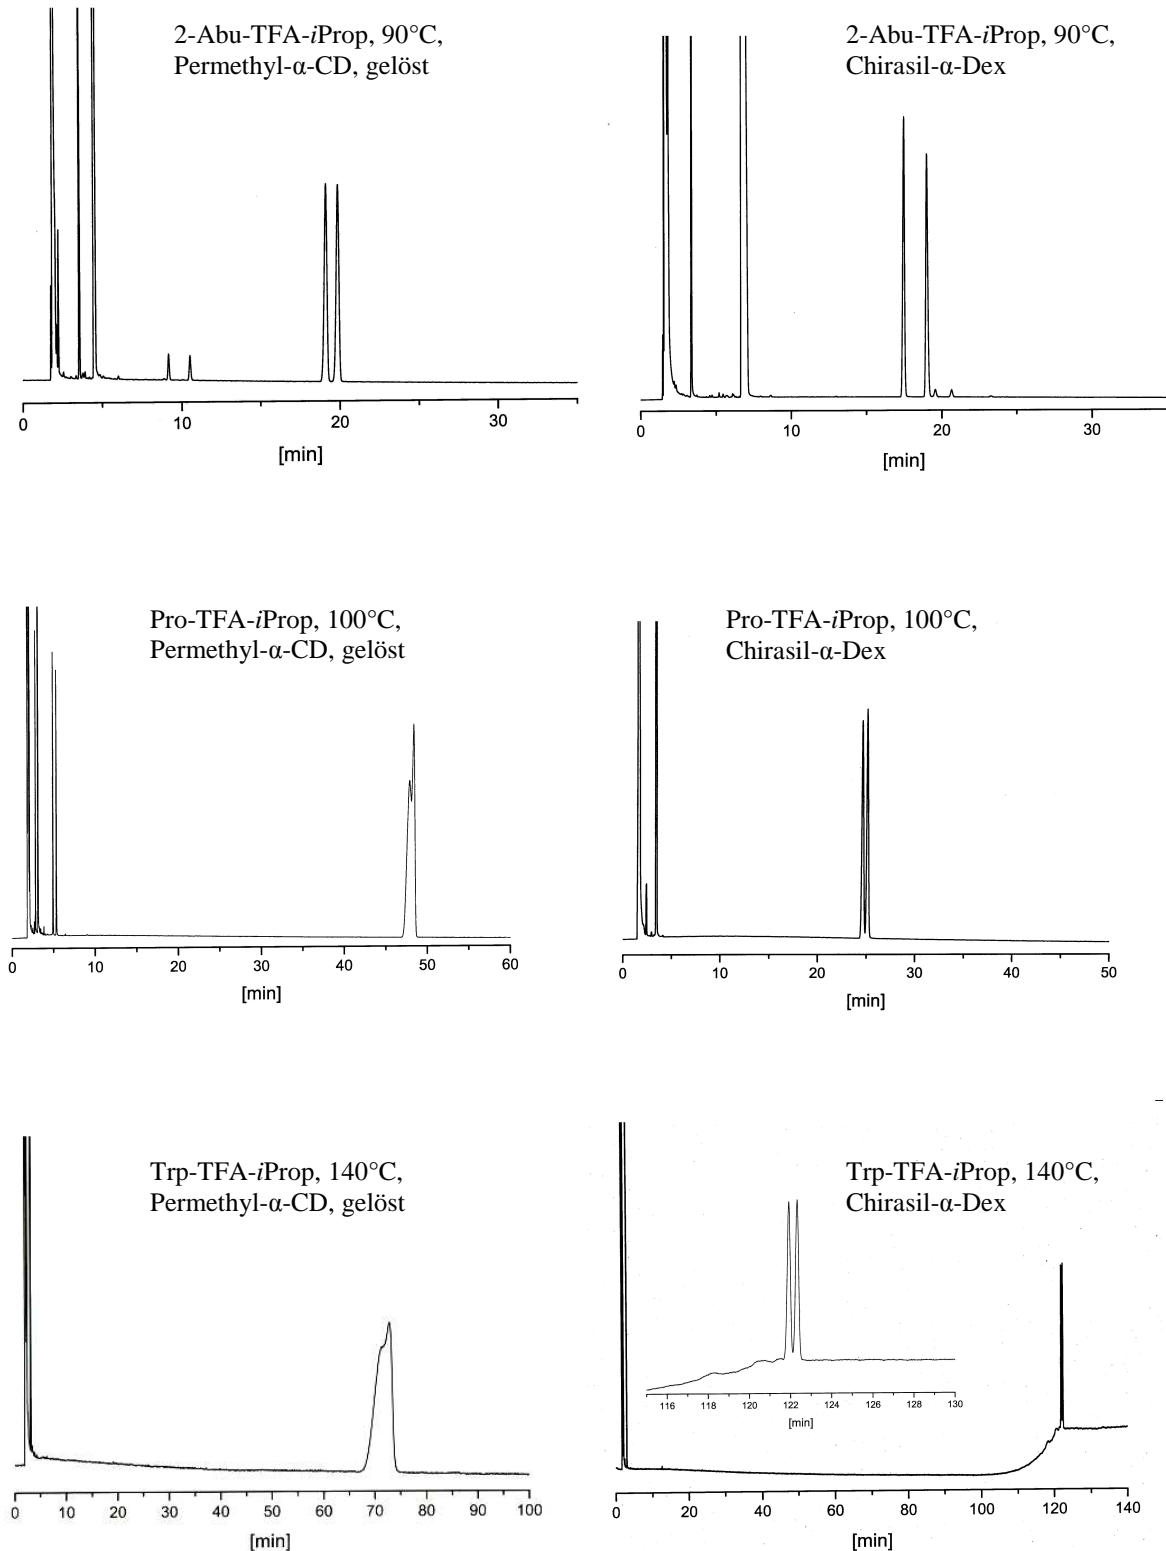 2-Abu-TFA-iProp, 90°C,
Permethyl-α-CD, gelöst
0 10 20 30
[min]
2-Abu-TFA-iProp, 90°C,
Chirasil-α-Dex
0 10 20 30
[min]
Pro-TFA-iProp, 100°C,
Permethyl-α-CD, gelöst
0 10 20 30 40 50 60
[min]
Pro-TFA-iProp, 100°C,
Chirasil-α-Dex
0 10 20 30 40 50
[min]
Trp-TFA-iProp, 140°C,
Permethyl-α-CD, gelöst
0 10 20 30 40 50 60 70 80 90 100
[min]
Trp-TFA-iProp, 140°C,
Chirasil-α-Dex
116 118 120 122 124 126 128 130
[min]
0 20 40 60 80 100 120 140
[min]